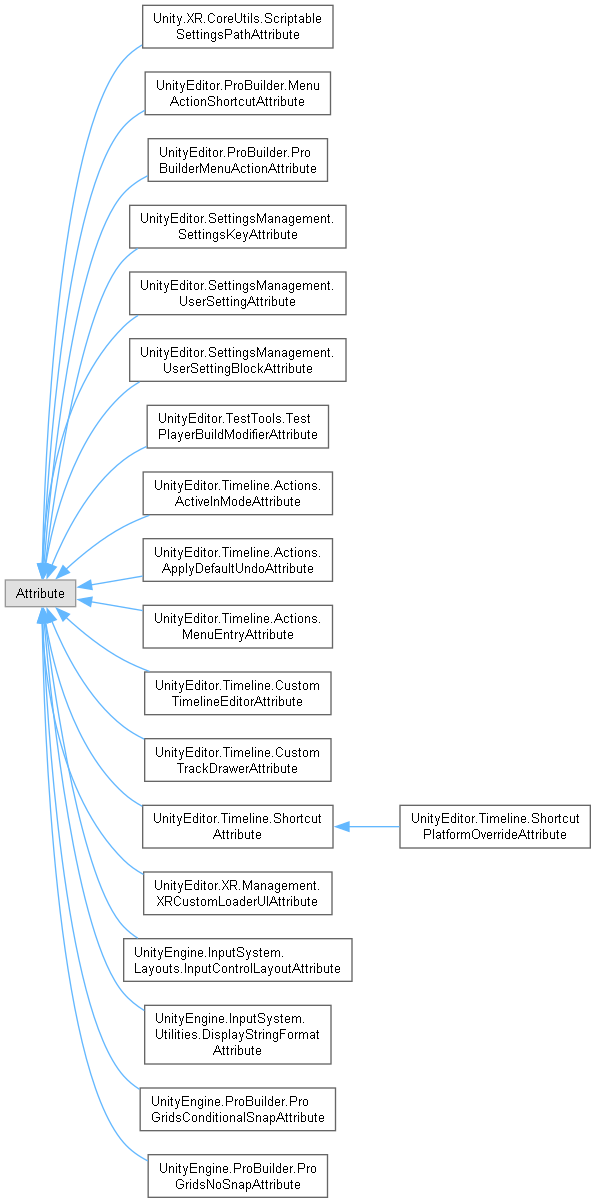 Unity.XR.CoreUtils.Scriptable
SettingsPathAttribute
UnityEditor.ProBuilder.Menu
ActionShortcutAttribute
UnityEditor.ProBuilder.Pro
BuilderMenuActionAttribute
UnityEditor.SettingsManagement.
SettingsKeyAttribute
UnityEditor.SettingsManagement.
UserSettingAttribute
UnityEditor.SettingsManagement.
UserSettingBlockAttribute
UnityEditor.TestTools.Test
PlayerBuildModifierAttribute
UnityEditor.Timeline.Actions.
ActiveInModeAttribute
UnityEditor.Timeline.Actions.
ApplyDefaultUndoAttribute
Attribute
UnityEditor.Timeline.Actions.
MenuEntryAttribute
UnityEditor.Timeline.Custom
TimelineEditorAttribute
UnityEditor.Timeline.Custom
TrackDrawerAttribute
UnityEditor.Timeline.Shortcut
Attribute
UnityEditor.Timeline.Shortcut
PlatformOverrideAttribute
UnityEditor.XR.Management.
XRCustomLoaderUIAttribute
UnityEngine.InputSystem.
Layouts.InputControlLayoutAttribute
UnityEngine.InputSystem.
Utilities.DisplayStringFormat
Attribute
UnityEngine.ProBuilder.Pro
GridsConditionalSnapAttribute
UnityEngine.ProBuilder.Pro
GridsNoSnapAttribute